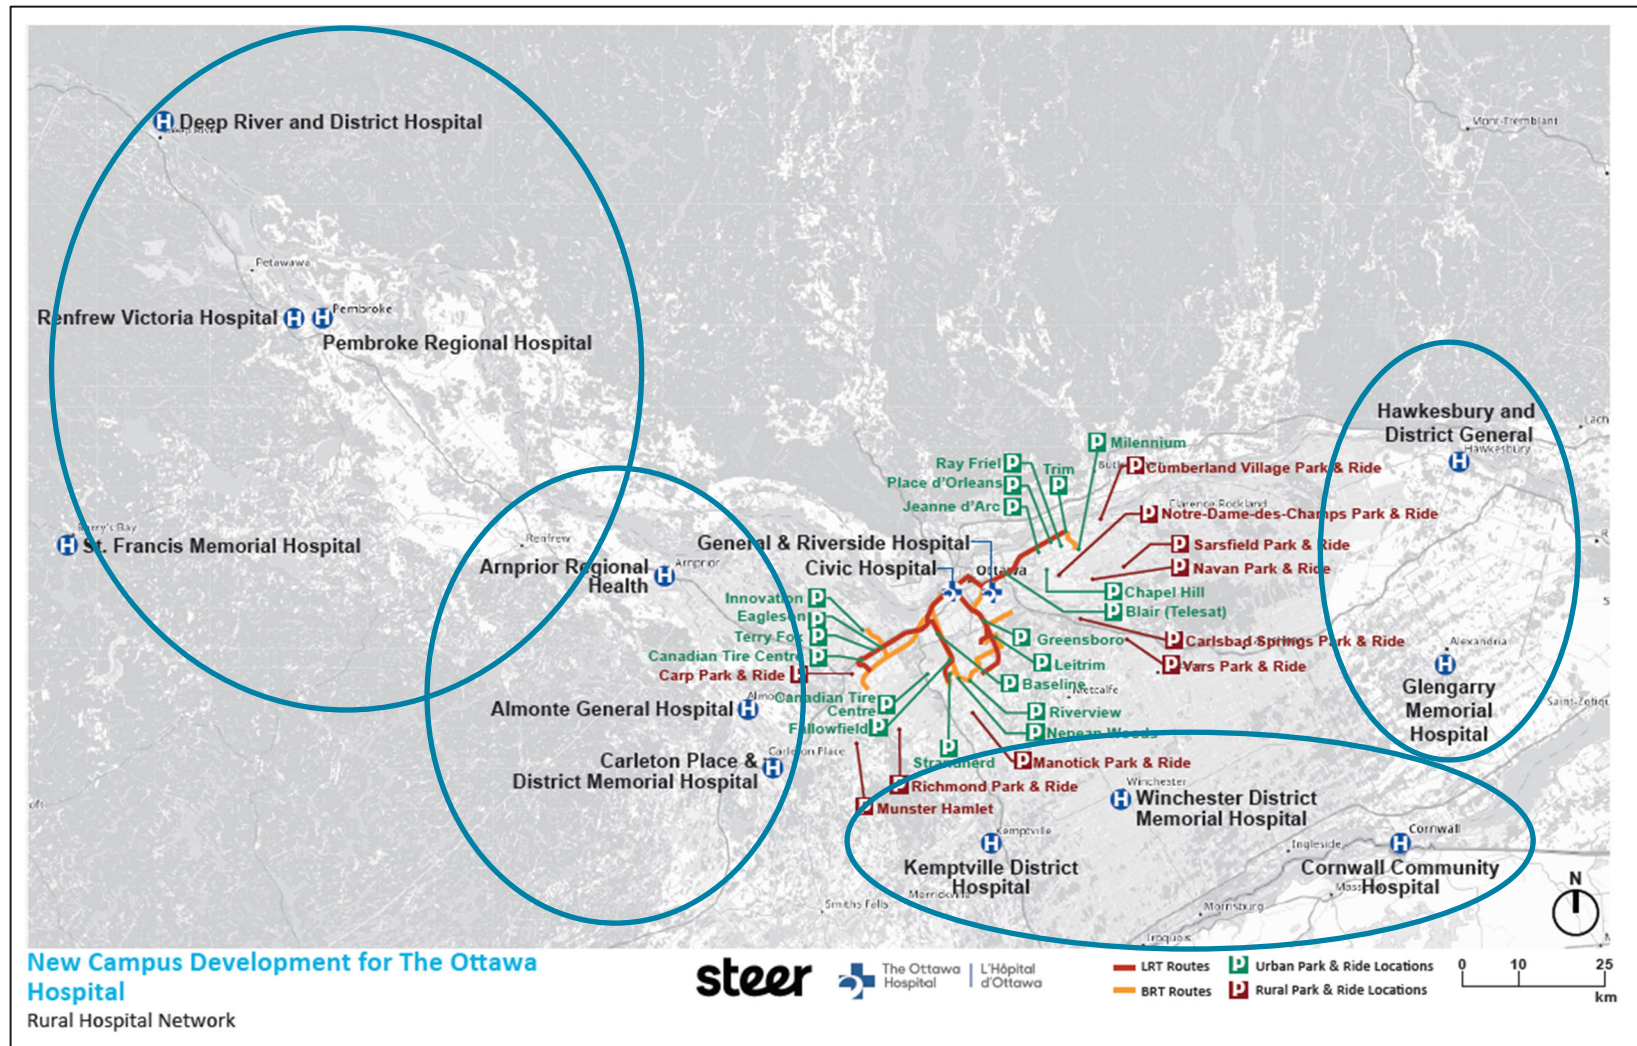 Mont-Tremblant
Deep River and District Hospital
Petawawa
Renfrew Victoria Hospital
Pembroke
Pembroke Regional Hospital
Hawkesbury and
District General
Hawkesbury
Lach
Milennium
Ray Friel
Trim
Cumberland Village Park & Ride
Place d'Orleans
Clarence Rockland
Jeanne d'Arc
Notre-Dame-des-Champs Park & Ride
Barry's Bay
St. Francis Memorial Hospital
Renfrew
General & Riverside Hospital
Sarsfield Park & Ride
Arnprior Regional
Health
Arnprior
Civic Hospital
Ottawa
Navan Park & Ride
Innovation
Chapel Hill
Eagleson
Blair (Telesat)
Terry Fox
Greensboro
Carlsbad Springs Park & Ride
Alexandria
Canadian Tire Centre
Leitrim
Vars Park & Ride
Carp Park & Ride
Baseline
Metcalfe
Glengarry
Memorial
Hospital
Almonte General Hospital
Canadian Tire
Centre
Riverview
Fallowfield
Nepean Woods
Carleton Place
Carleton Place &
District Memorial Hospital
Strandherd
Manotick Park & Ride
Richmond Park & Ride
Munster Hamlet
Winchester
Winchester District
Memorial Hospital
Kemptville
Kemptville District
Hospital
Cornwall
Ingleside
Cornwall Community
Hospital
Merrickville
Smiths Falls
Morrisburg
Iroquois
N
New Campus Development for The Ottawa
Hospital
Rural Hospital Network
steer
The Ottawa
Hospital
L'Hôpital
d'Ottawa
LRT Routes
BRT Routes
P Urban Park & Ride Locations
P Rural Park & Ride Locations
0 10 25
km